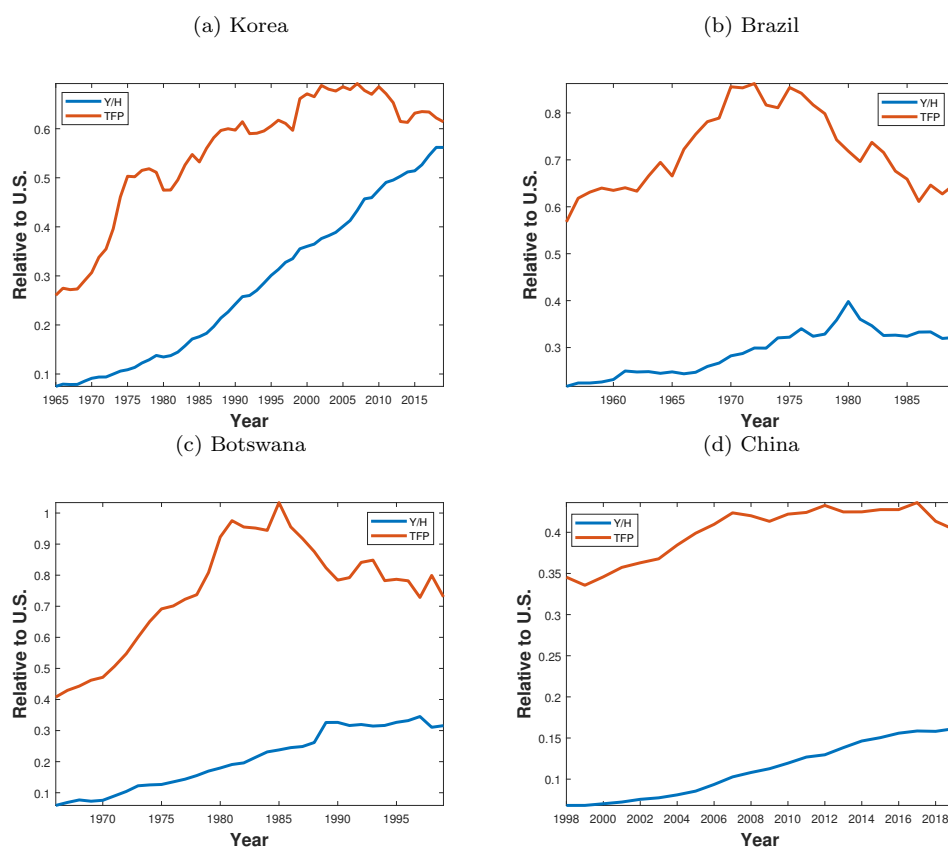 (a) Korea
Y/H
TFP
0.6
0.5
0.4
0.3
0.2
0.1
Relative to U.S.
1965 1970 1975 1980 1985 1990 1995 2000 2005 2010 2015
Year
(b) Brazil
Y/H
TFP
0.8
0.7
0.6
0.5
0.4
0.3
Relative to U.S.
1960 1965 1970 1975 1980 1985
Year
(c) Botswana
Y/H
TFP
1
0.9
0.8
0.7
0.6
0.5
0.4
0.3
0.2
0.1
Relative to U.S.
1970 1975 1980 1985 1990 1995
Year
(d) China
Y/H
TFP
0.4
0.35
0.3
0.25
0.2
0.15
0.1
Relative to U.S.
1998 2000 2002 2004 2006 2008 2010 2012 2014 2016 2018
Year